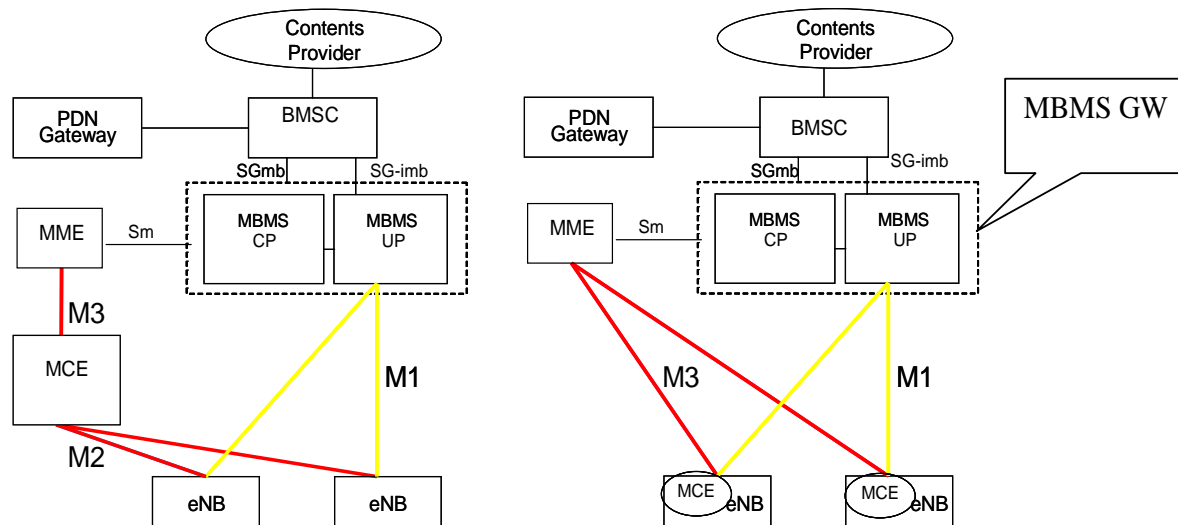 Contents
Provider
PDN
Gateway
BMSC
SGmb
SG-imb
MME
Sm
MBMS
CP
MBMS
UP
M3
MCE
M1
M2
eNB
eNB
Contents
Provider
MBMS GW
PDN
Gateway
BMSC
SGmb
SG-imb
MME
Sm
MBMS
CP
MBMS
UP
M3
M1
MCE
eNB
MCE
eNB